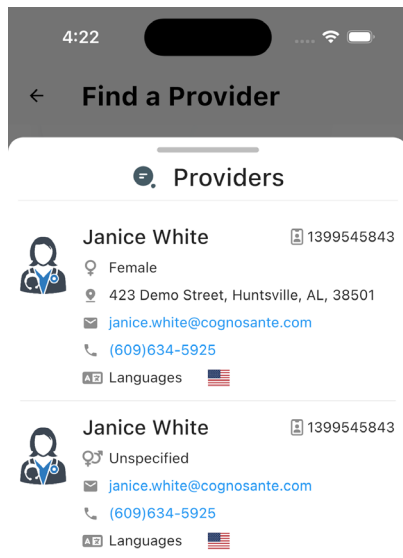 4:22
Find a Provider
Providers
Janice White 1399545843
Female
423 Demo Street, Huntsville, AL, 38501
janice.white@cognosante.com
(609)634-5925
Languages
Janice White 1399545843
Unspecified
janice.white@cognosante.com
(609)634-5925
Languages